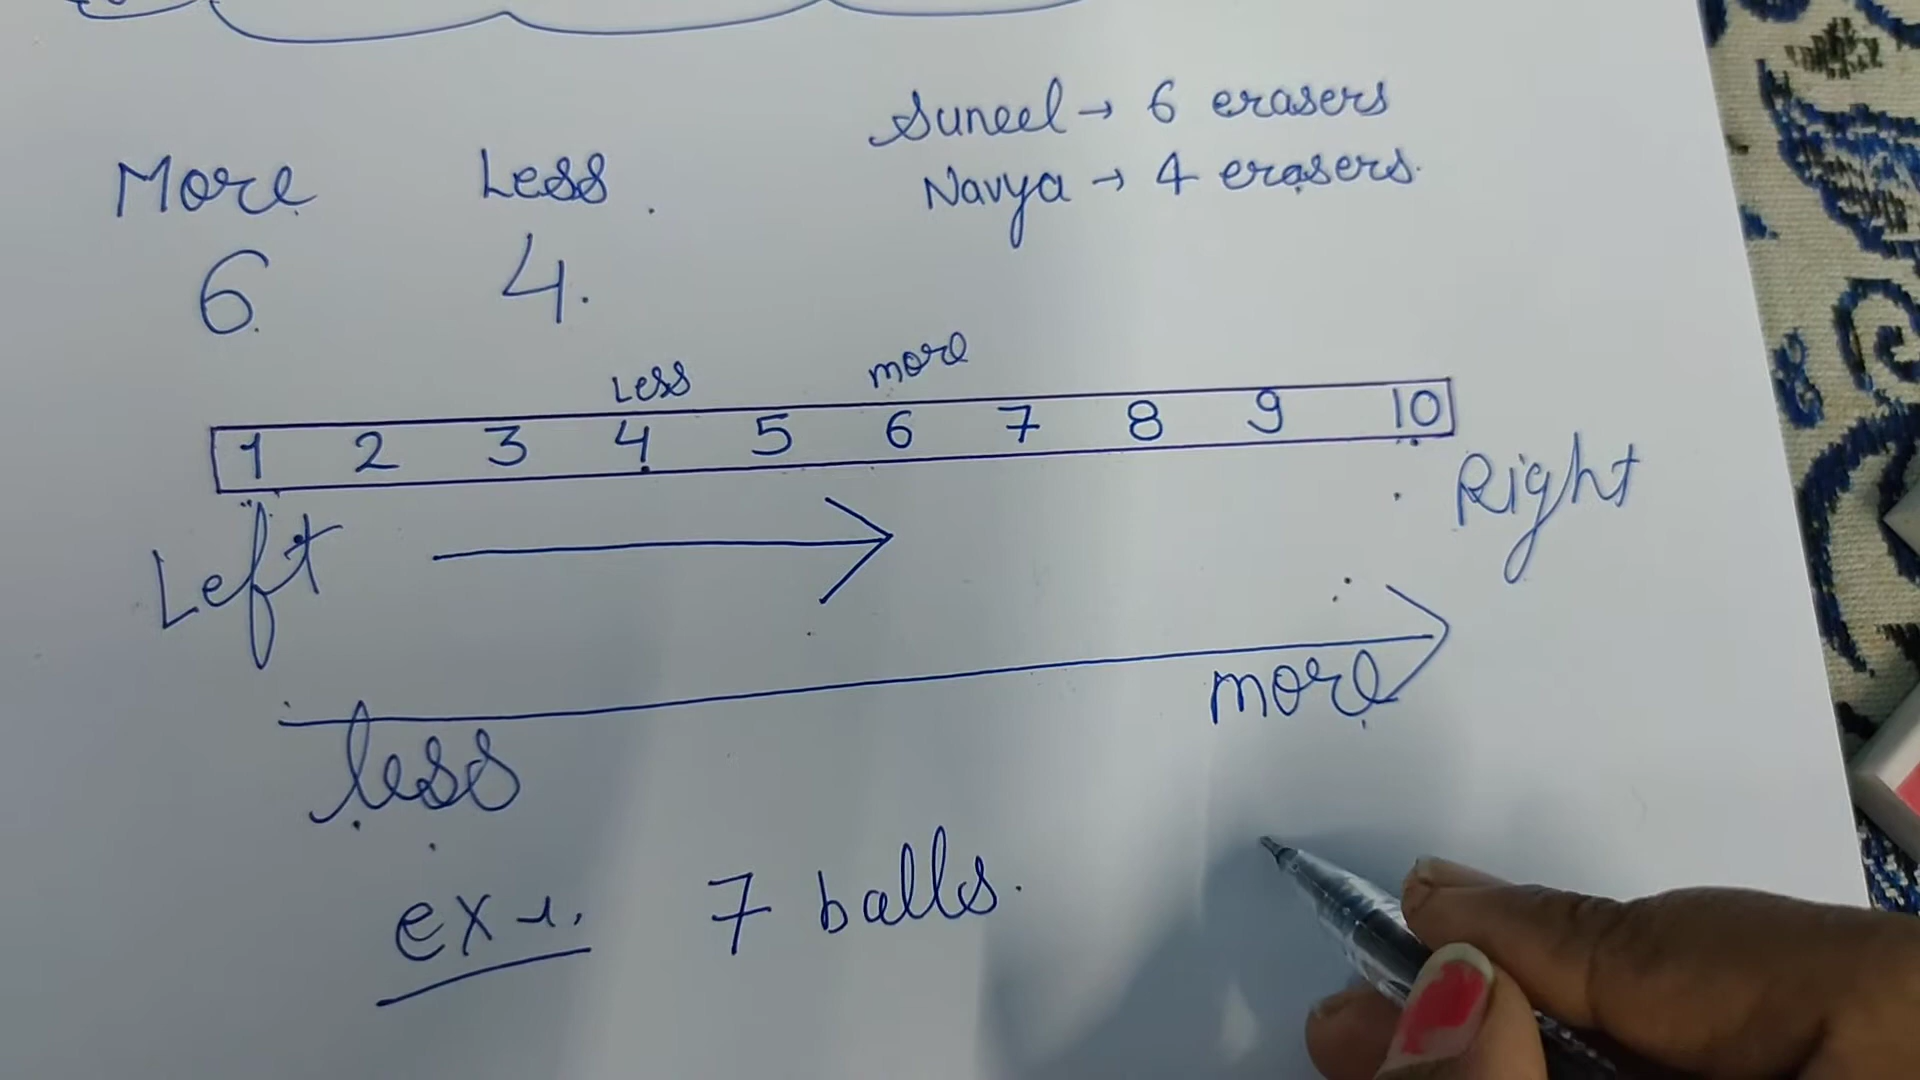 Suneel → 6 erasers
Navya → 4 erasers.
More Less
6 4.
Less more
1 2 3 4 5 6 7 8 9 10
Left → Right
less more
ex-1. 7 balls.